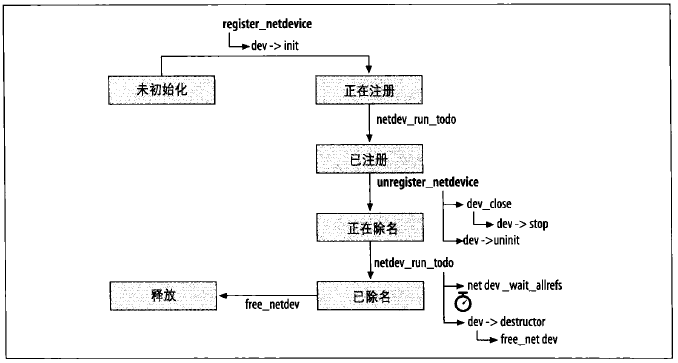 register_netdevice
dev -> init
未初始化
正在注册
netdev_run_todo
已注册
unregister_netdevice
dev_close
dev -> stop
dev ->uninit
正在除名
netdev_run_todo
net dev _wait_allrefs
释放
free_netdev
已除名
dev -> destructor
free_net dev